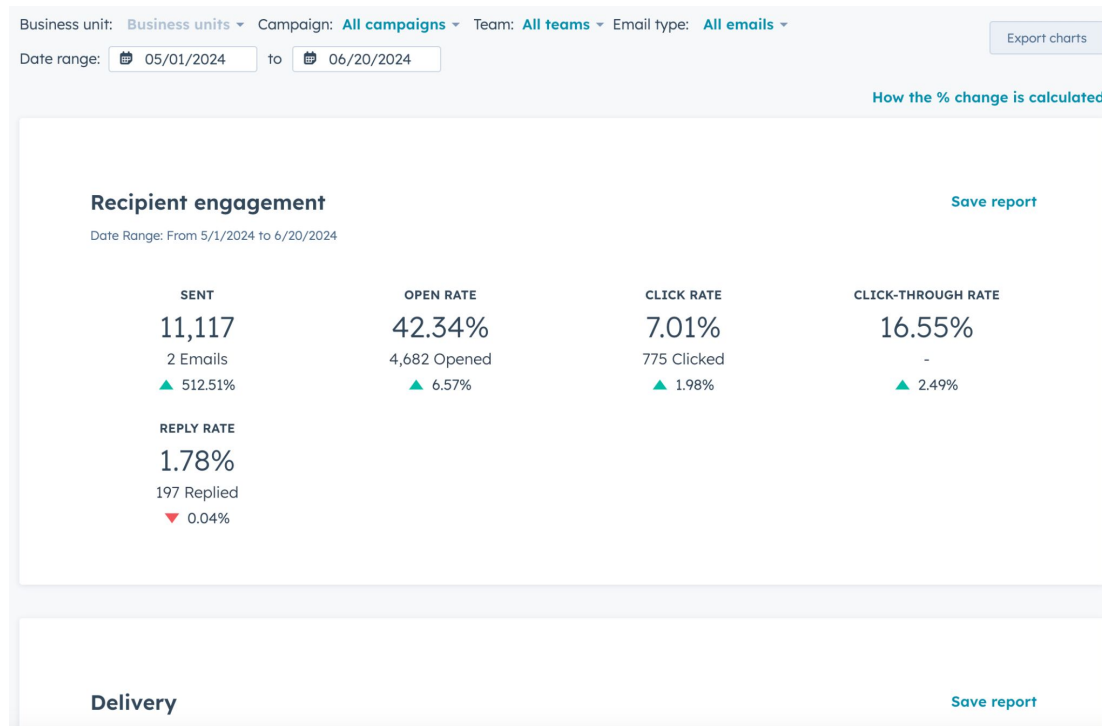 Business unit: Business units Campaign: All campaigns Team: All teams Email type: All emails
Export charts
Date range: 05/01/2024 to 06/20/2024
How the % change is calculated
Recipient engagement
Save report
Date Range: From 5/1/2024 to 6/20/2024
SENT OPEN RATE CLICK RATE CLICK-THROUGH RATE
11,117 42.34% 7.01% 16.55%
2 Emails 4,682 Opened 775 Clicked -
▲ 512.51% ▲ 6.57% ▲ 1.98% ▲ 2.49%
REPLY RATE
1.78%
197 Replied
▼ 0.04%
Delivery
Save report